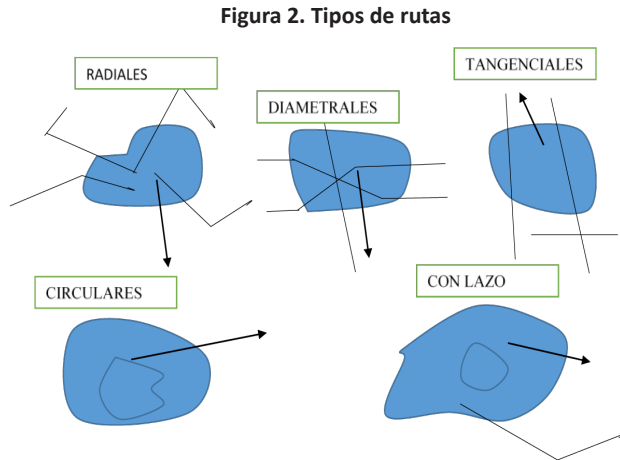 Figura 2. Tipos de rutas
RADIALES
DIAMETRALES
TANGENCIALES
CIRCULARES
CON LAZO